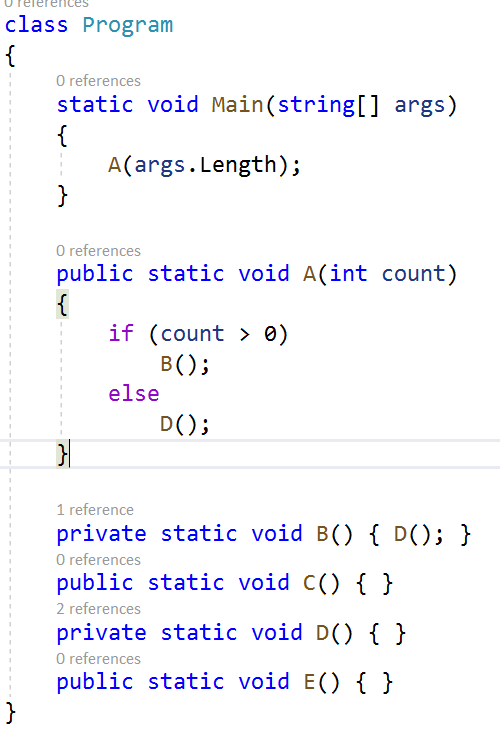 0 references
class Program
{
0 references
static void Main(string[] args)
{
A(args.Length);
}
0 references
public static void A(int count)
{
if (count > 0)
B();
else
D();
}
1 reference
private static void B() { D(); }
0 references
public static void C() { }
2 references
private static void D() { }
0 references
public static void E() { }
}